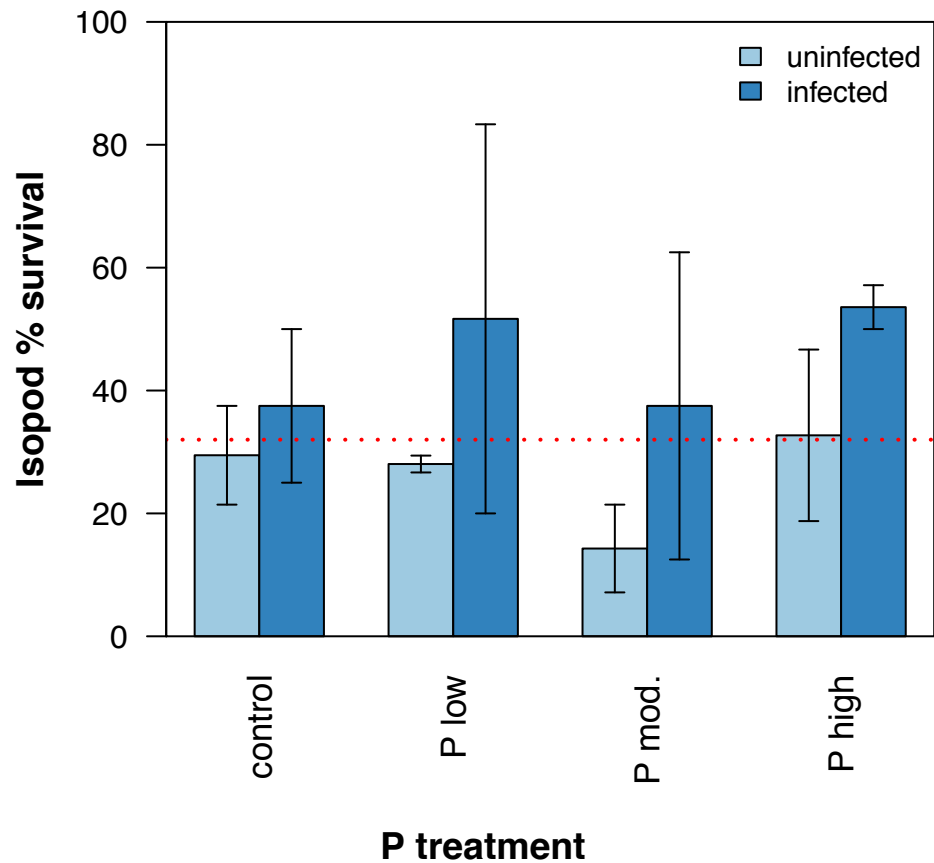 100
80
60
40
20
0
Isopod % survival
uninfected
infected
control
P low
P mod.
P high
P treatment